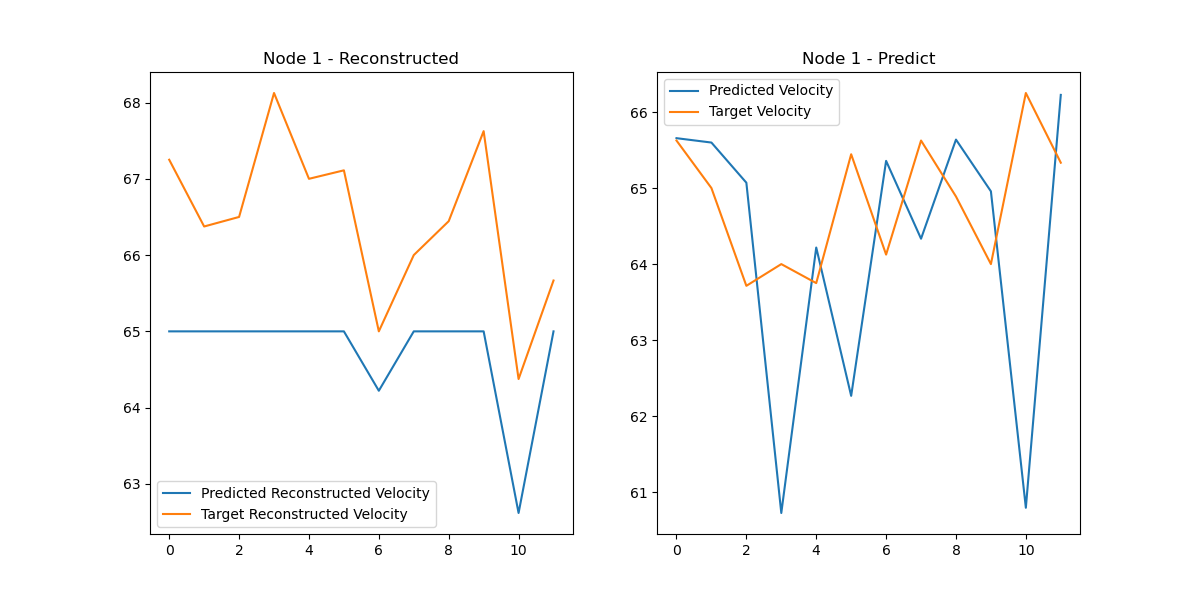 Node 1 - Reconstructed
68
67
66
65
64
63
Predicted Reconstructed Velocity
Target Reconstructed Velocity
0 2 4 6 8 10
Node 1 - Predict
Predicted Velocity
Target Velocity
66
65
64
63
62
61
0 2 4 6 8 10